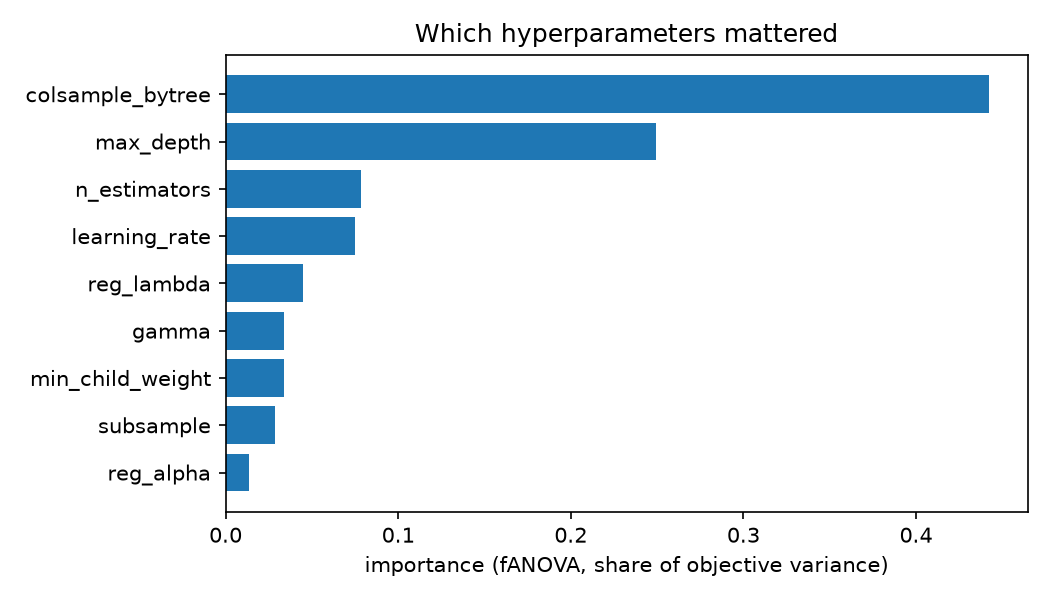 Which hyperparameters mattered
colsample_bytree
max_depth
n_estimators
learning_rate
reg_lambda
gamma
min_child_weight
subsample
reg_alpha
0.0 0.1 0.2 0.3 0.4
importance (fANOVA, share of objective variance)